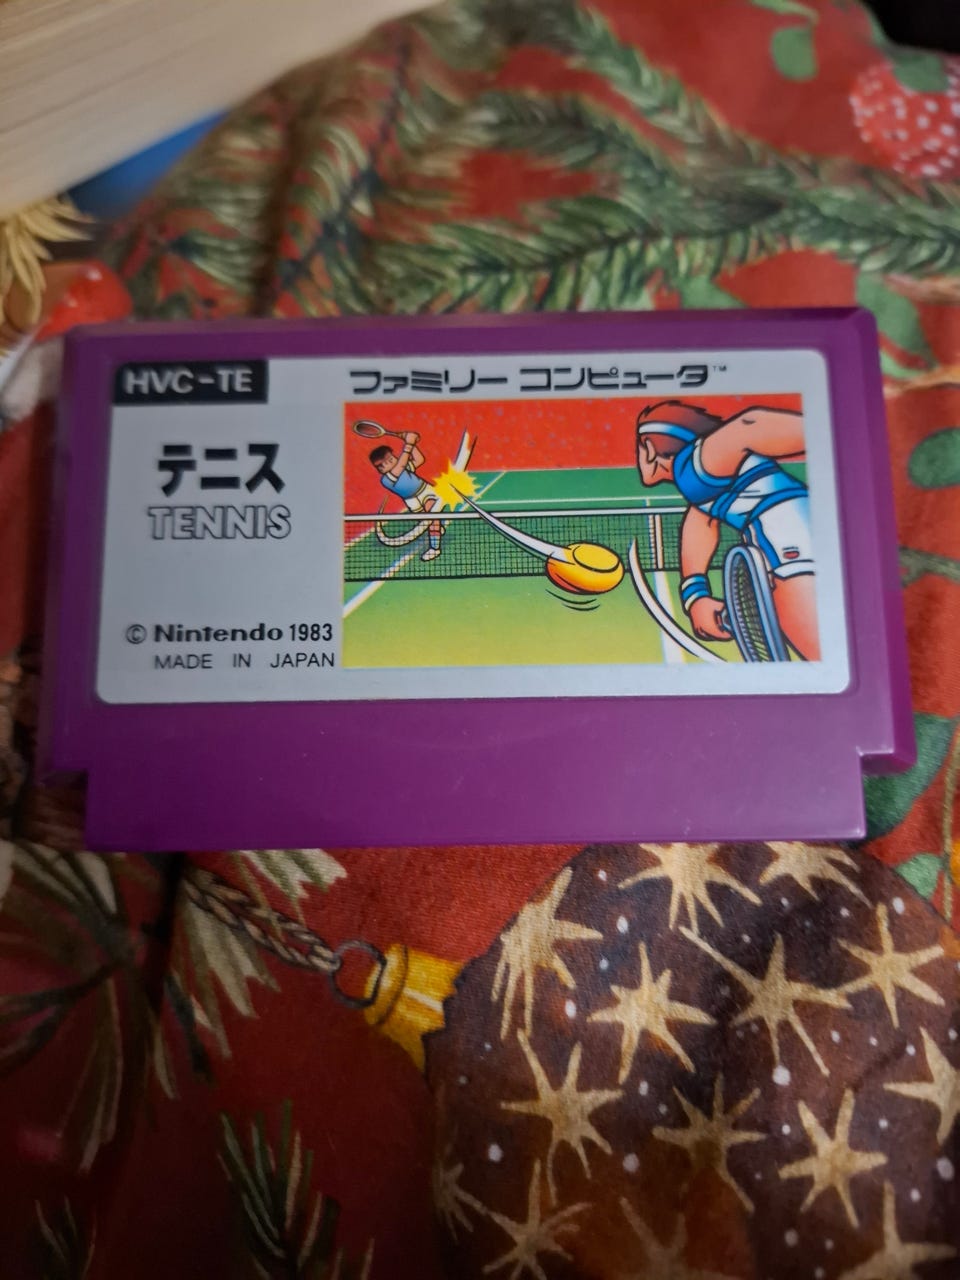 HVC-TE
ファミリー コンピュータ™
テニス
TENNIS
© Nintendo 1983
MADE IN JAPAN